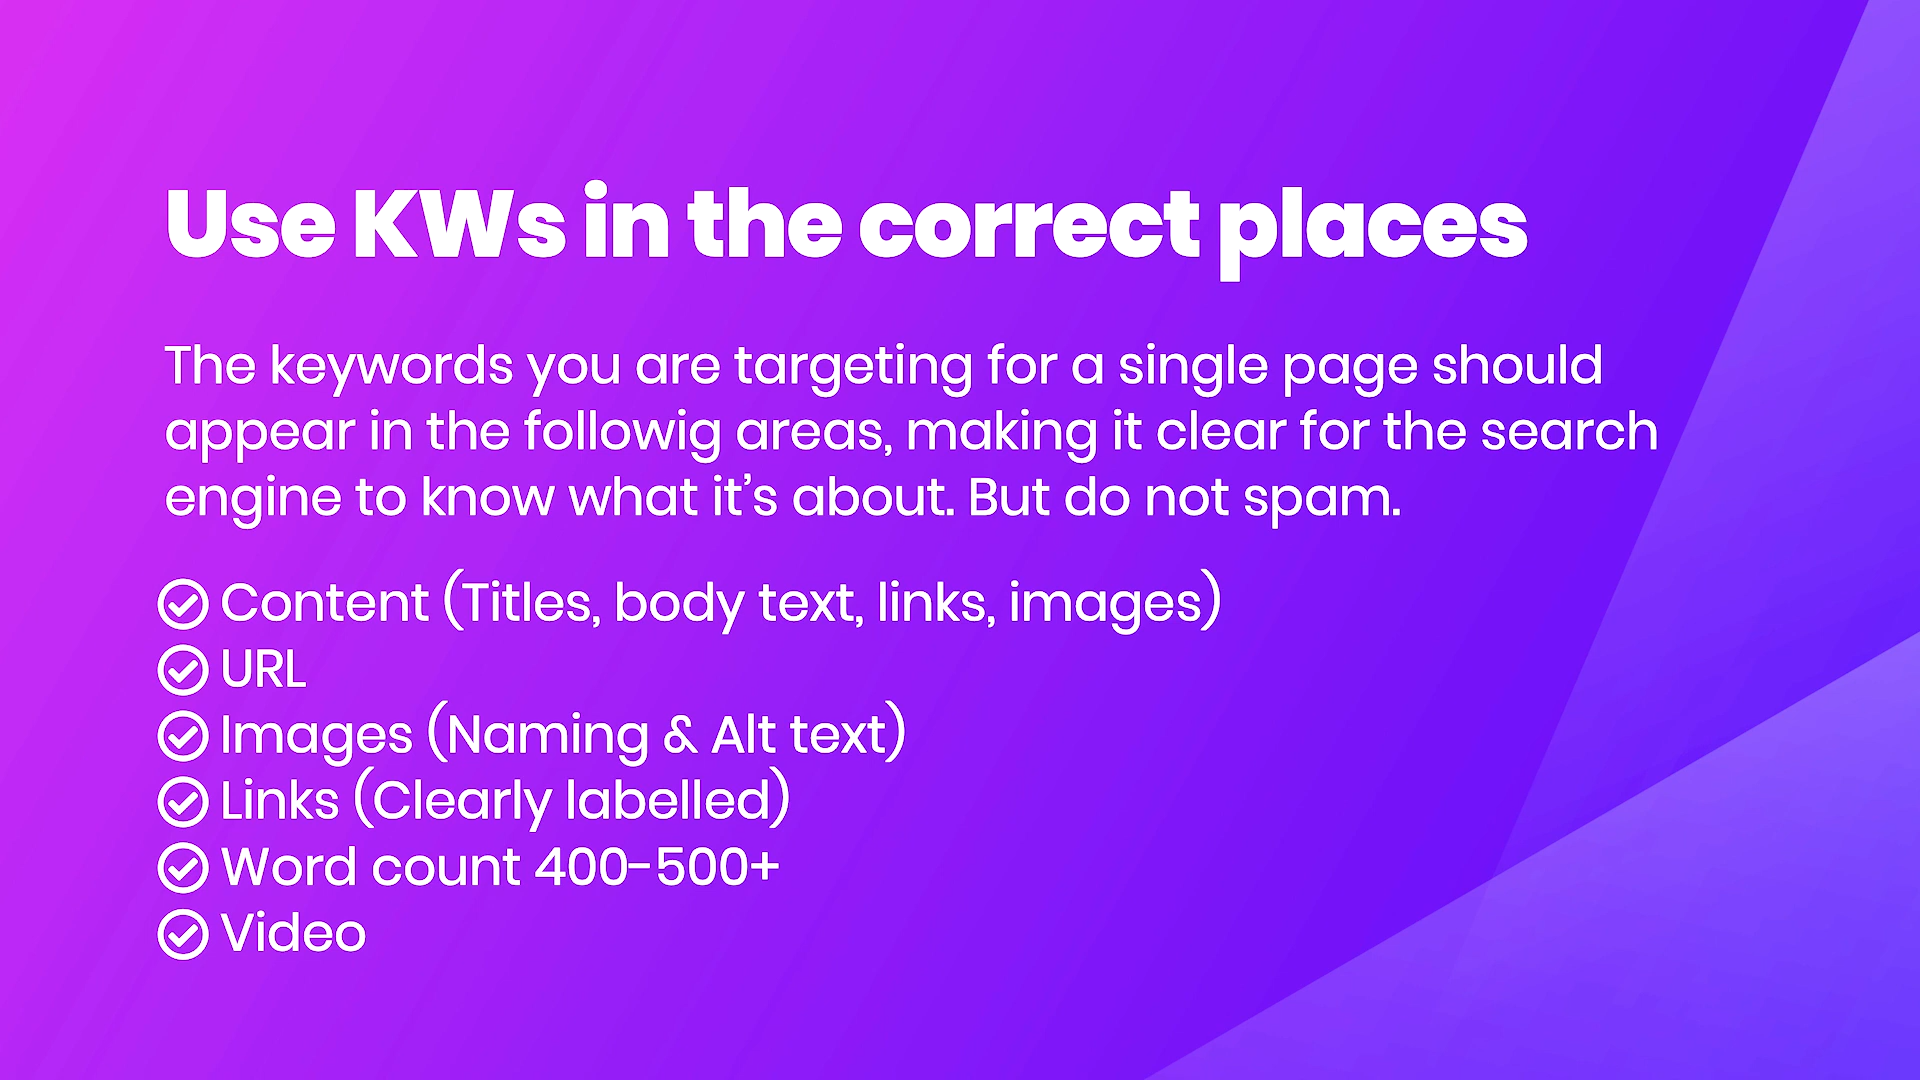 Use KWs in the correct places
The keywords you are targeting for a single page should
appear in the followig areas, making it clear for the search
engine to know what it’s about. But do not spam.
Content (Titles, body text, links, images)
URL
Images (Naming & Alt text)
Links (Clearly labelled)
Word count 400-500+
Video